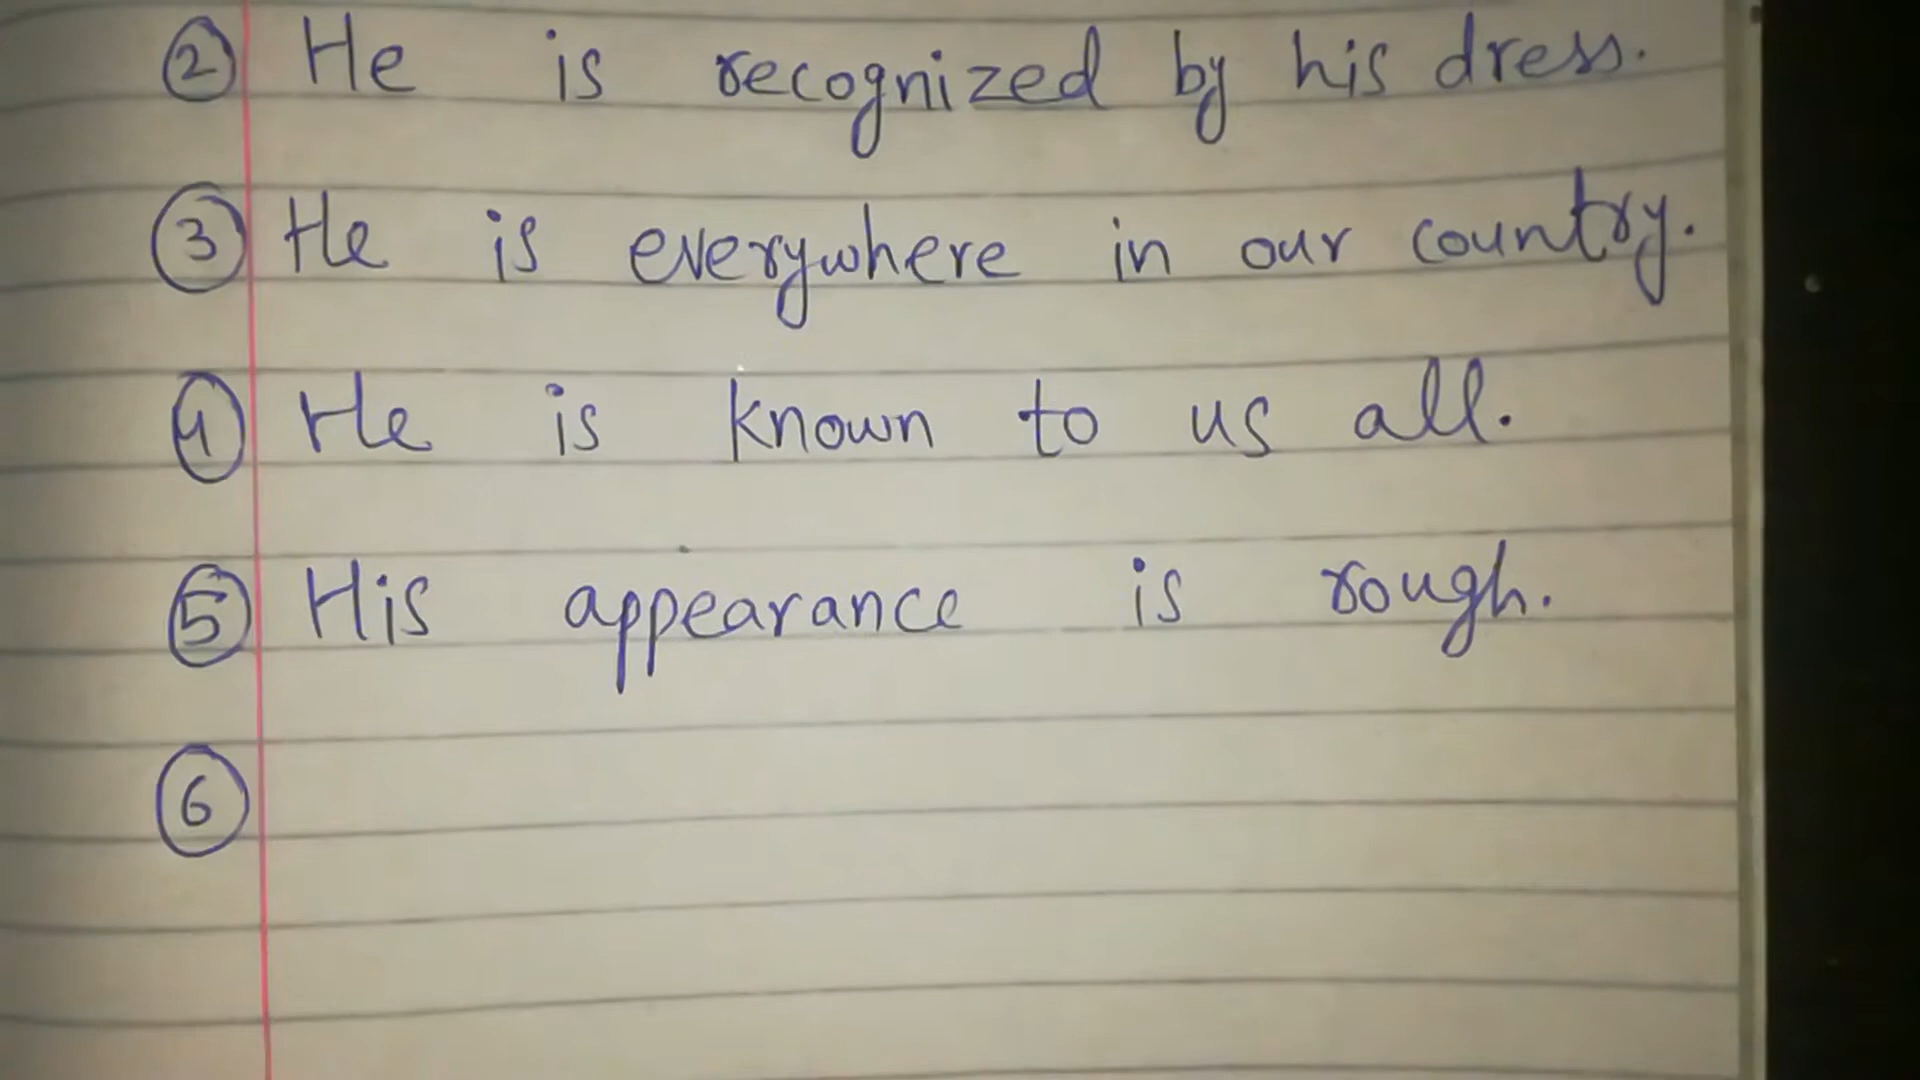 ② He is recognized by his dress.
③ He is everywhere in our country.
④ He is known to us all.
⑤ His appearance is rough.
⑥